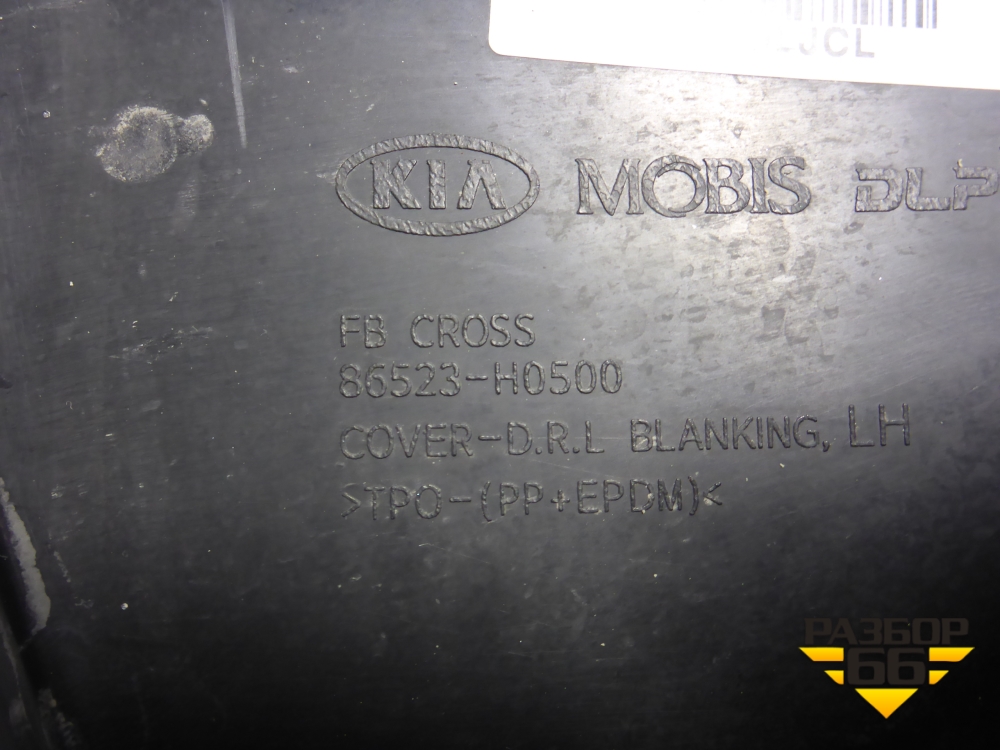 JCL
KIA MOBIS DLP
FB CROSS
86523-H0500
COVER-D.R.L BLANKING, LH
>TPO-(PP+EPDM)<
РАЗБОР
66